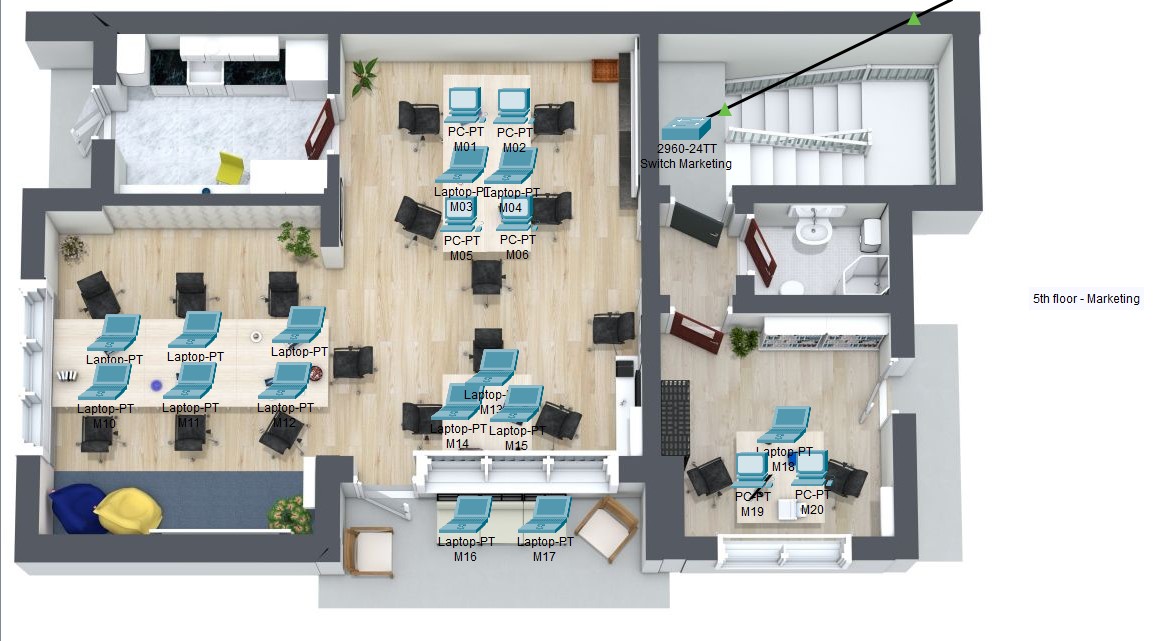 PC-PT
M01
PC-PT
M02
2960-24TT
Switch Marketing
Laptop-PT
M03
Laptop-PT
M04
PC-PT
M05
PC-PT
M06
5th floor - Marketing
Laptop-PT
Laptop-PT
Laptop-PT
Laptop-PT
M10
Laptop-PT
M11
Laptop-PT
M12
Laptop-
M13
Laptop-PT
M14
Laptop-PT
M15
Laptop-PT
M18
PC-PT
M19
PC-PT
M20
Laptop-PT
M16
Laptop-PT
M17